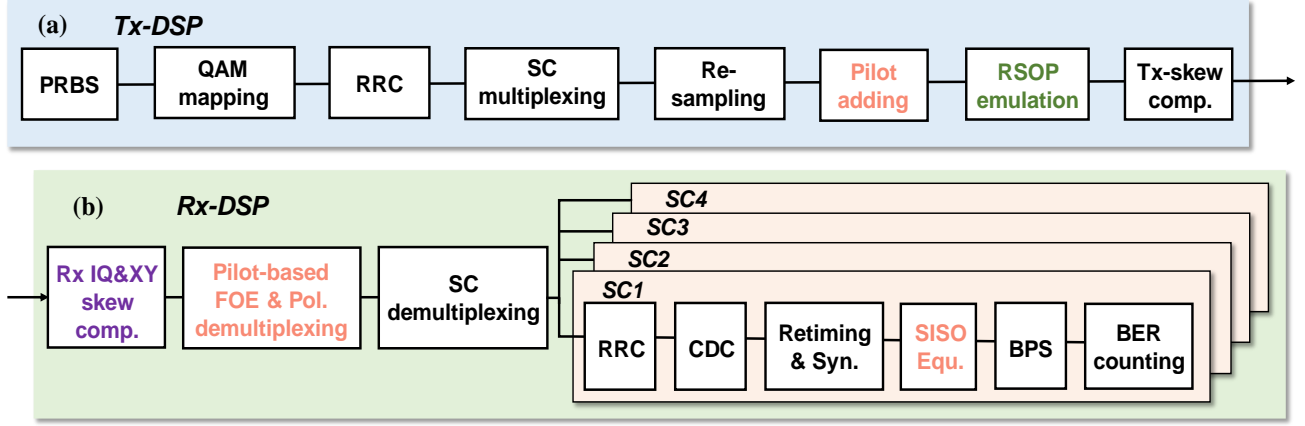 (a) Tx-DSP
PRBS
QAM
mapping
RRC
SC
multiplexing
Re-
sampling
Pilot
adding
RSOP
emulation
Tx-skew
comp.
(b) Rx-DSP
Rx IQ&XY
skew
comp.
Pilot-based
FOE & Pol.
demultiplexing
SC
demultiplexing
SC4
SC3
SC2
SC1
RRC
CDC
Retiming
& Syn.
SISO
Equ.
BPS
BER
counting